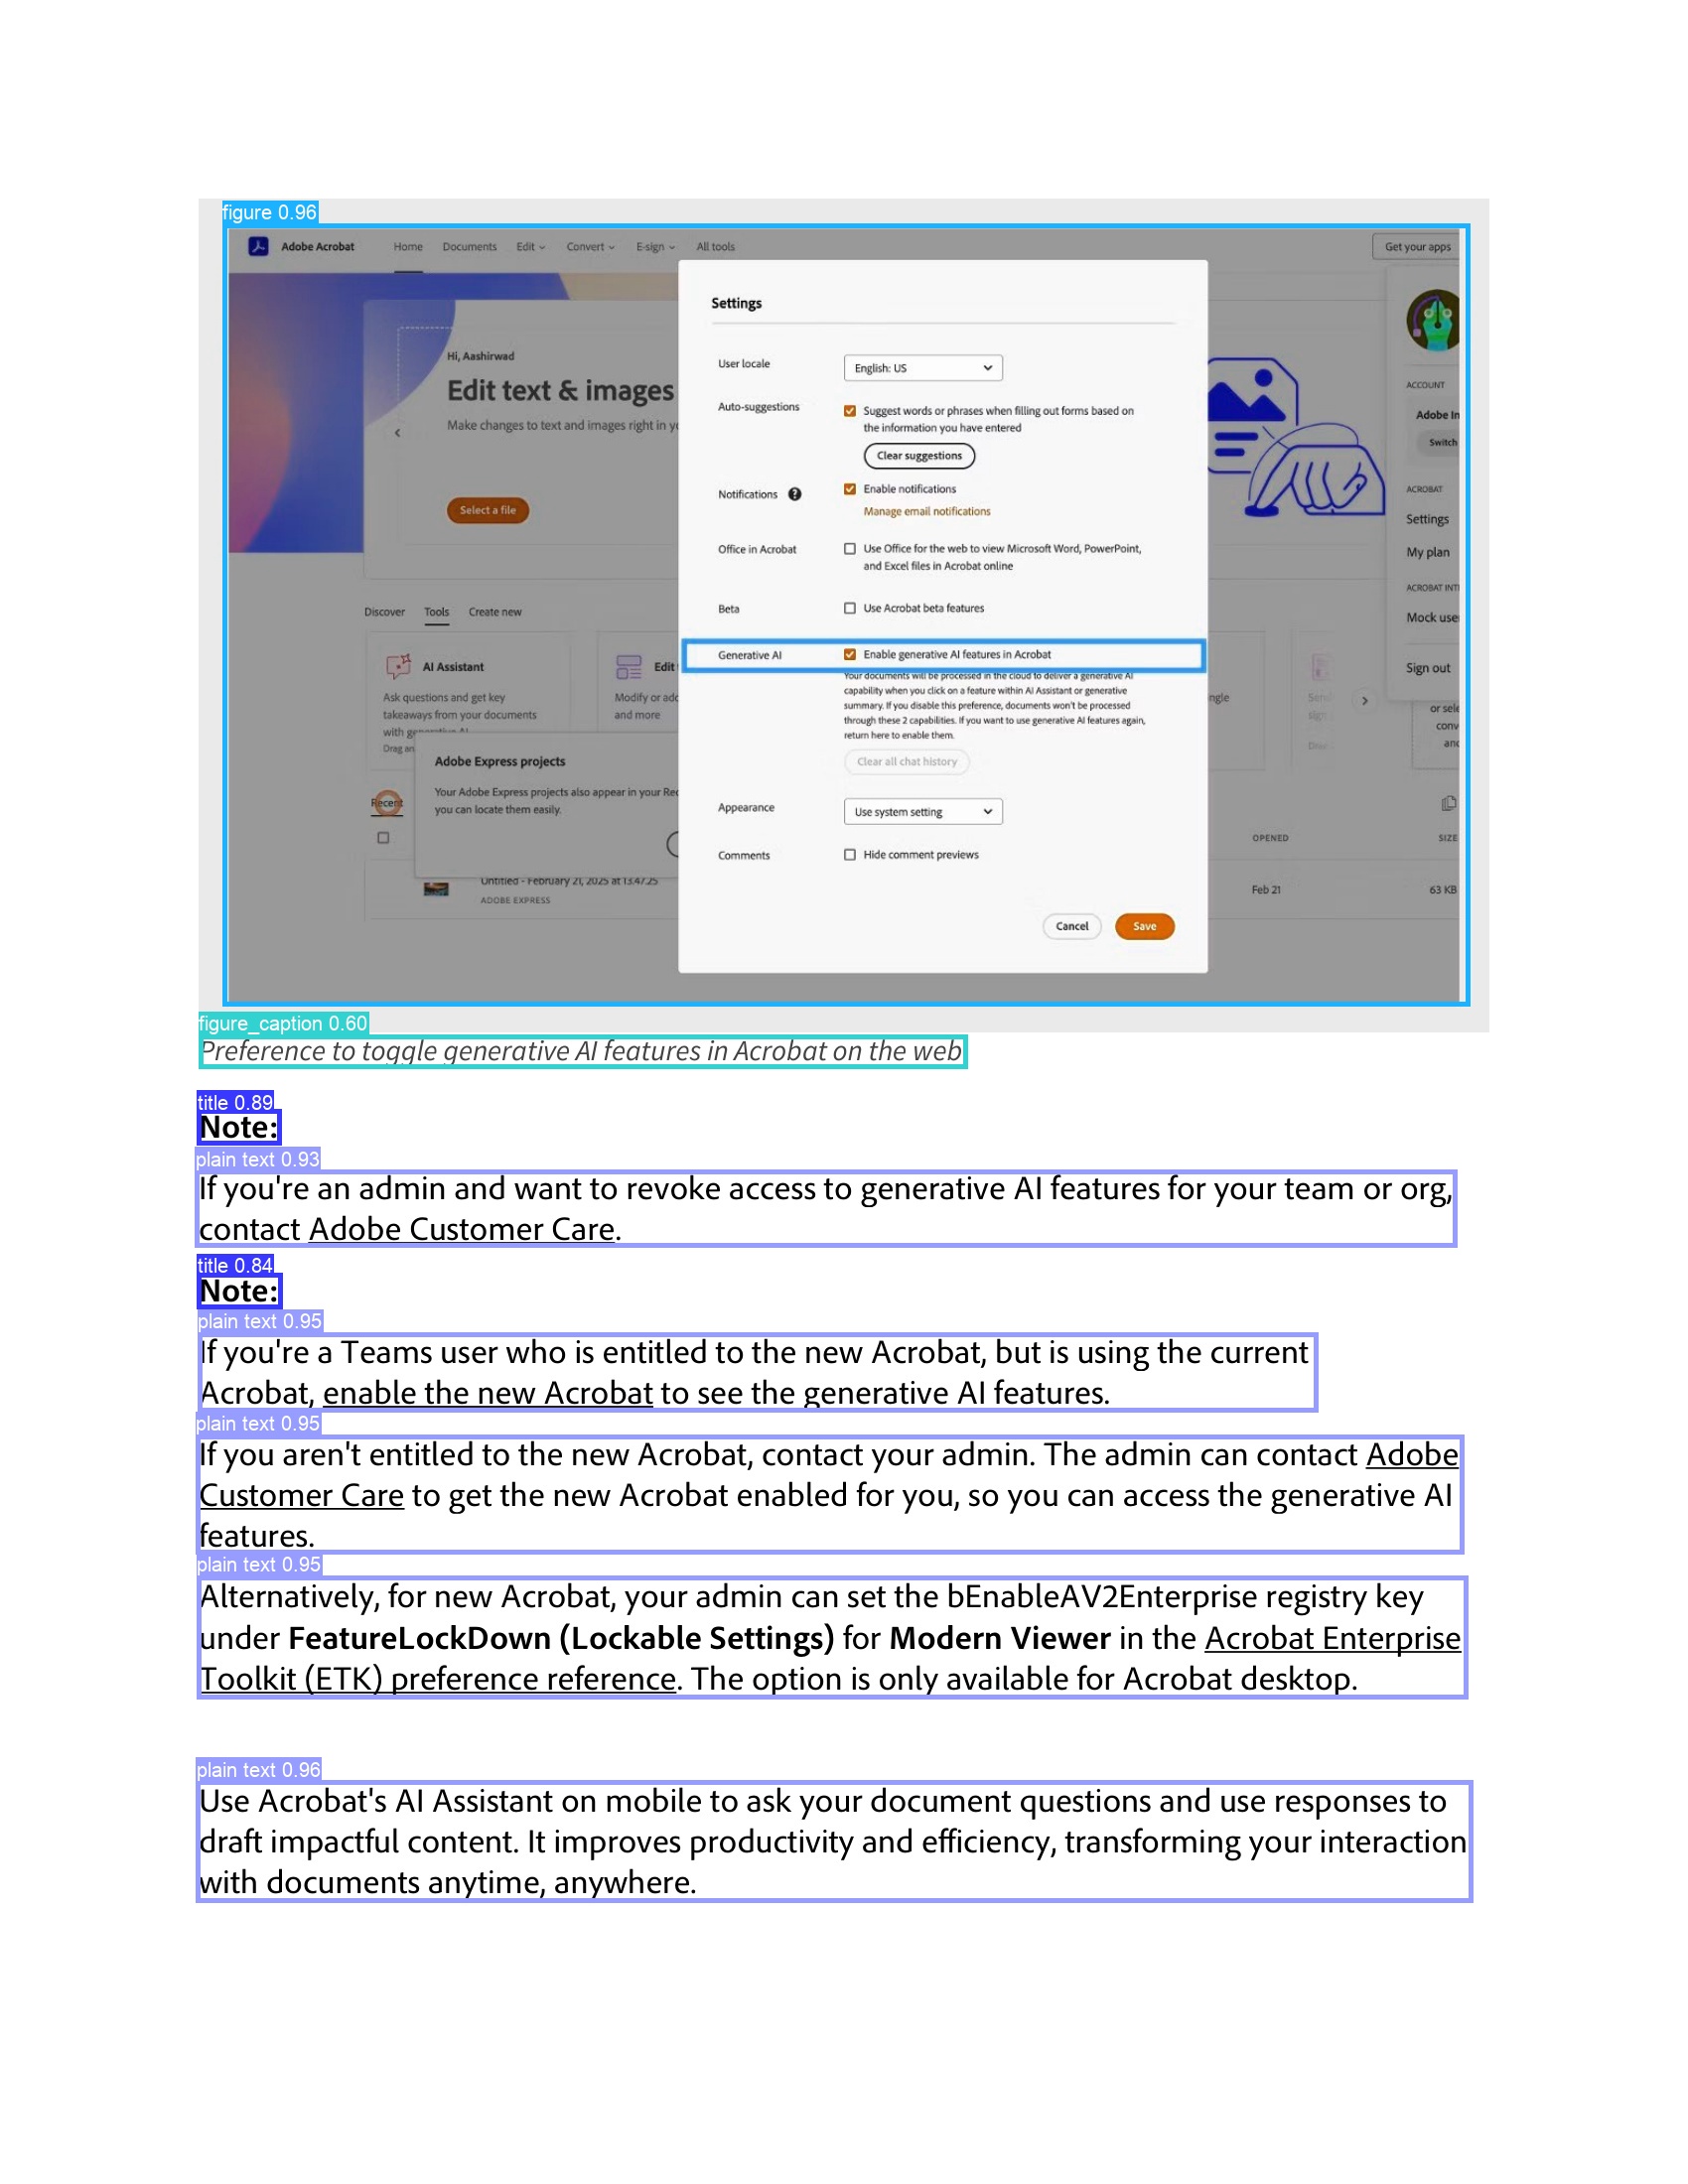 figure 0.96
Adobe Acrobat Home Documents Edit Convert E-sign All tools Get your apps
Hi, Aashirwad
Edit text & images
Make changes to text and images right in
Select a file
Discover Tools Create new
AI Assistant
Ask questions and get key
takeaways from your documents
with
Drag an
Edit
Modify or
and more
Adobe Express projects
Your Adobe Express projects also appear in your
you can locate them easily.
Recent
Untitled - February 21, 2025 at 13.47.25
ADOBE EXPRESS
Settings
User locale English: US
Auto-suggestions Suggest words or phrases when filling out forms based on
the information you have entered
Clear suggestions
Notifications ? Enable notifications
Manage email notifications
Office in Acrobat Use Office for the web to view Microsoft Word, PowerPoint,
and Excel files in Acrobat online
Beta Use Acrobat beta features
Generative AI Enable generative AI features in Acrobat
Your documents will be processed in the cloud to deliver a generative AI
capability when you click on a feature within AI Assistant or generative
summary. If you disable this preference, documents won't be processed
through these 2 capabilities. If you want to use generative AI features again,
return here to enable them.
Clear all chat history
Appearance Use system setting
Comments Hide comment previews
Cancel Save
ACCOUNT
Adobe In
Switch
ACROBAT
Settings
My plan
ACROBAT INT
Mock use
Sign out
or sele
conv
and
OPENED SIZE
Feb 21 63 KB
figure_caption 0.60
Preference to toggle generative AI features in Acrobat on the web
title 0.89
Note:
plain text 0.93
If you're an admin and want to revoke access to generative AI features for your team or org,
contact Adobe Customer Care.
title 0.84
Note:
plain text 0.95
If you're a Teams user who is entitled to the new Acrobat, but is using the current
Acrobat, enable the new Acrobat to see the generative AI features.
plain text 0.95
If you aren't entitled to the new Acrobat, contact your admin. The admin can contact Adobe
Customer Care to get the new Acrobat enabled for you, so you can access the generative AI
features.
plain text 0.95
Alternatively, for new Acrobat, your admin can set the bEnableAV2Enterprise registry key
under FeatureLockDown (Lockable Settings) for Modern Viewer in the Acrobat Enterprise
Toolkit (ETK) preference reference. The option is only available for Acrobat desktop.
plain text 0.96
Use Acrobat's AI Assistant on mobile to ask your document questions and use responses to
draft impactful content. It improves productivity and efficiency, transforming your interaction
with documents anytime, anywhere.